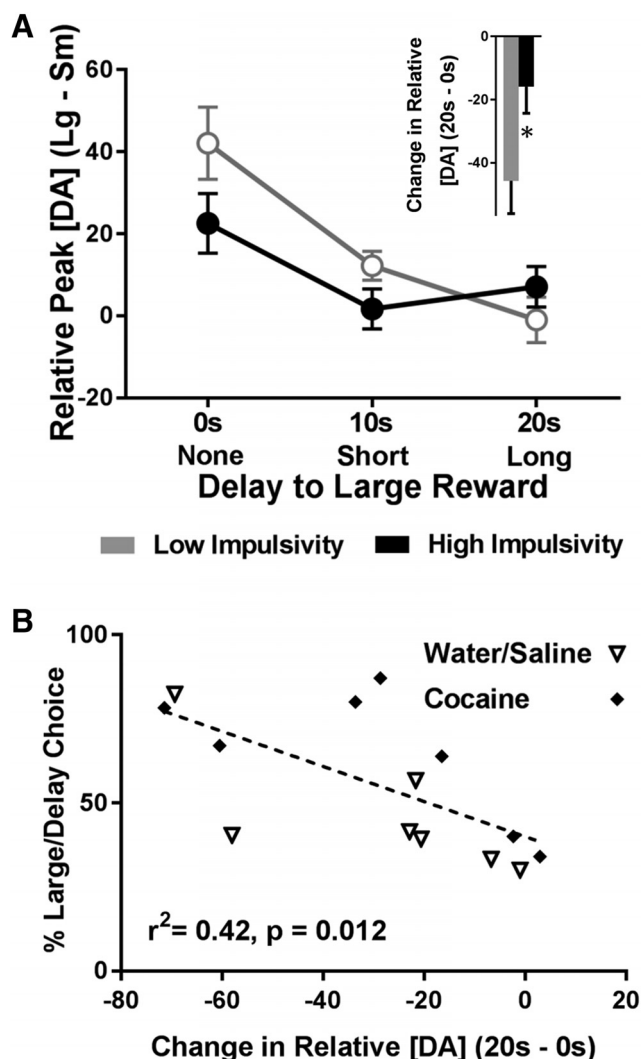 A
Relative Peak [DA] (Lg - Sm)
60
40
20
0
-20
0s
None
10s
Short
20s
Long
Delay to Large Reward
Change in Relative
[DA] (20s - 0s)
0
-20
-40
*
Low Impulsivity
High Impulsivity
B
% Large/Delay Choice
100
50
0
Water/Saline
Cocaine
r²= 0.42, p = 0.012
-80
-60
-40
-20
0
20
Change in Relative [DA] (20s - 0s)